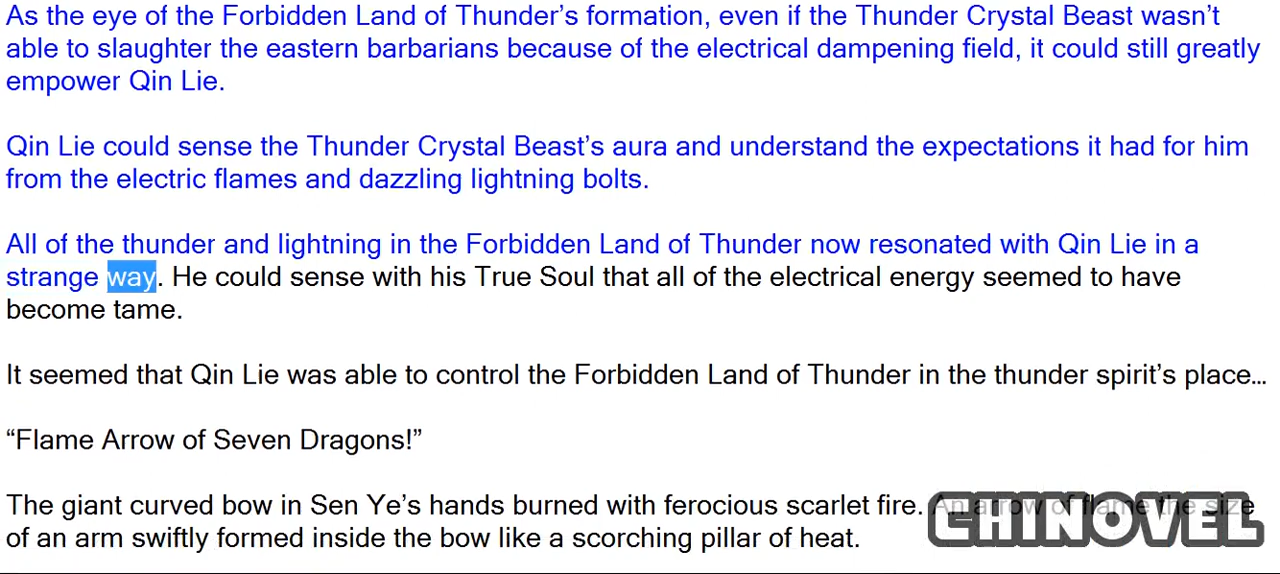 As the eye of the Forbidden Land of Thunder’s formation, even if the Thunder Crystal Beast wasn’t
able to slaughter the eastern barbarians because of the electrical dampening field, it could still greatly
empower Qin Lie.
Qin Lie could sense the Thunder Crystal Beast’s aura and understand the expectations it had for him
from the electric flames and dazzling lightning bolts.
All of the thunder and lightning in the Forbidden Land of Thunder now resonated with Qin Lie in a
strange way. He could sense with his True Soul that all of the electrical energy seemed to have
become tame.
It seemed that Qin Lie was able to control the Forbidden Land of Thunder in the thunder spirit’s place…
“Flame Arrow of Seven Dragons!”
The giant curved bow in Sen Ye’s hands burned with ferocious scarlet fire. An arrow of flame the size
of an arm swiftly formed inside the bow like a scorching pillar of heat.
CHINOVEL